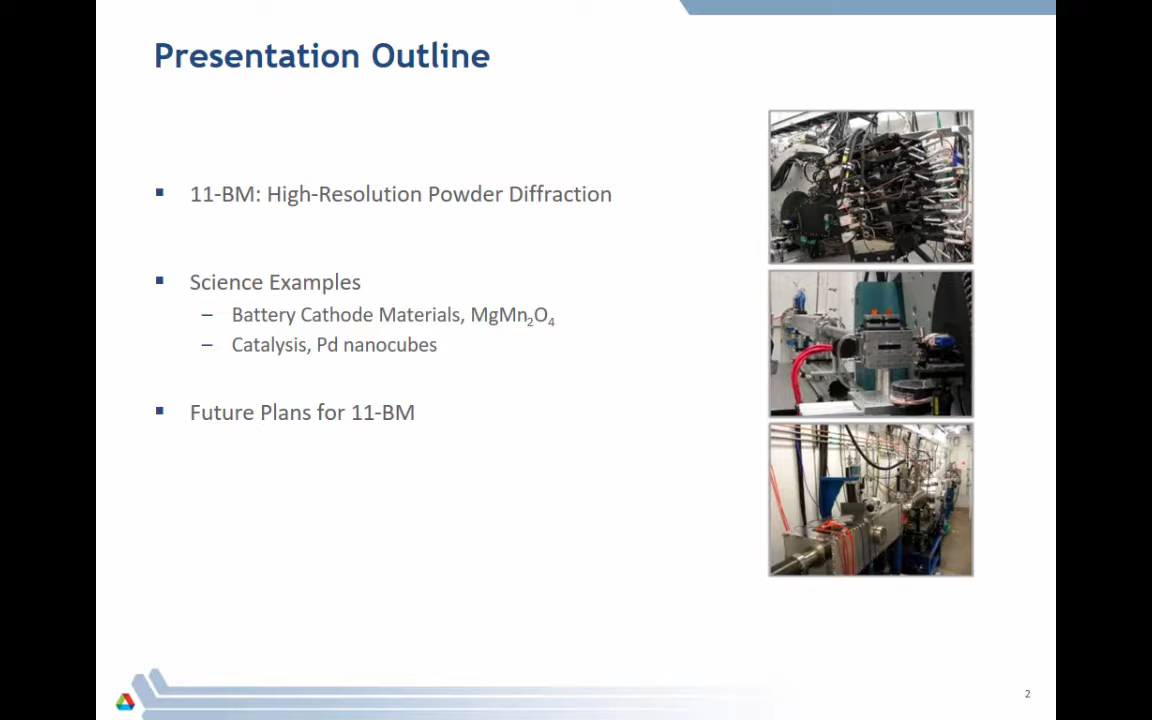 Presentation Outline
▪ 11-BM: High-Resolution Powder Diffraction
▪ Science Examples
– Battery Cathode Materials, MgMn₂O₄
– Catalysis, Pd nanocubes
▪ Future Plans for 11-BM
2